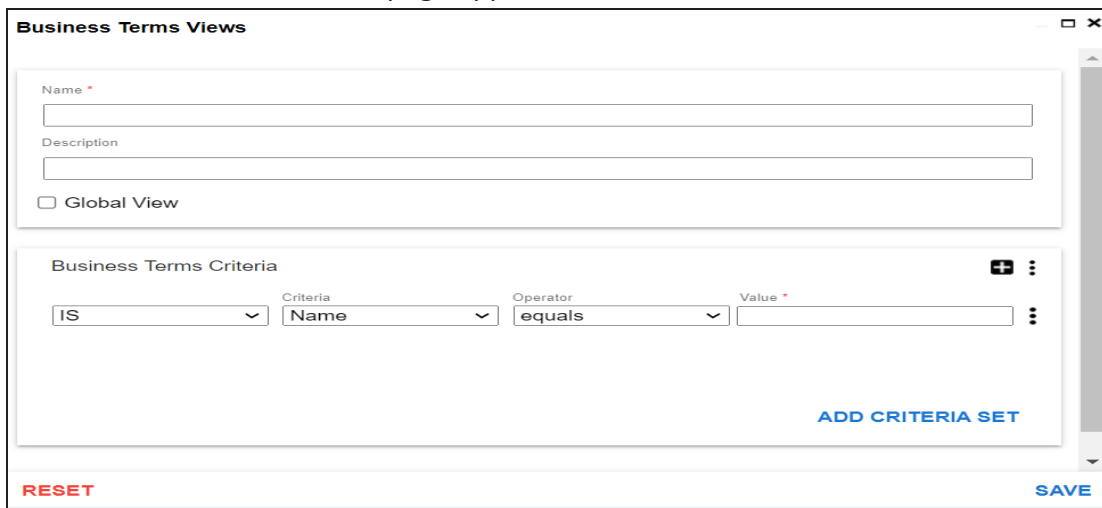 Business Terms Views
Name *
Description
Global View
Business Terms Criteria
Criteria Operator Value *
IS Name equals
ADD CRITERIA SET
RESET SAVE